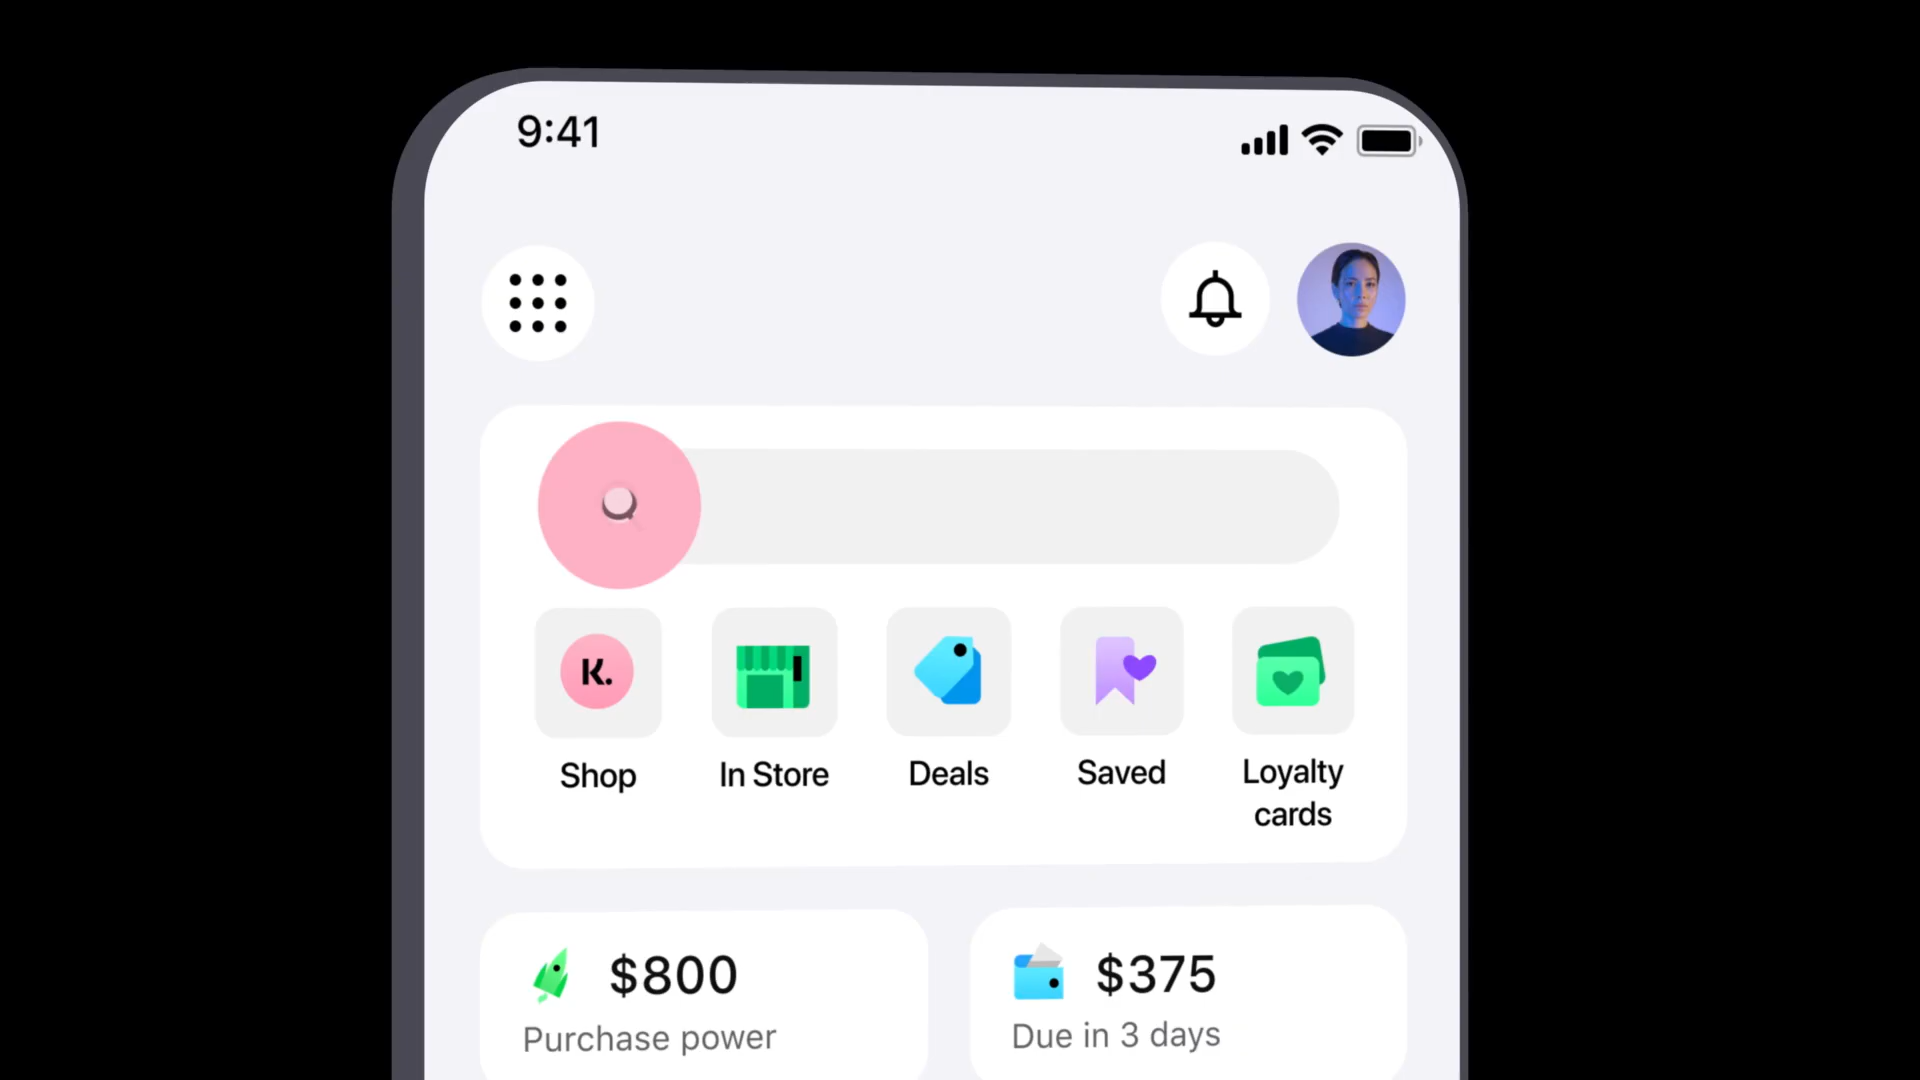 9:41
K.
Shop
In Store
Deals
Saved
Loyalty
cards
$800
Purchase power
$375
Due in 3 days